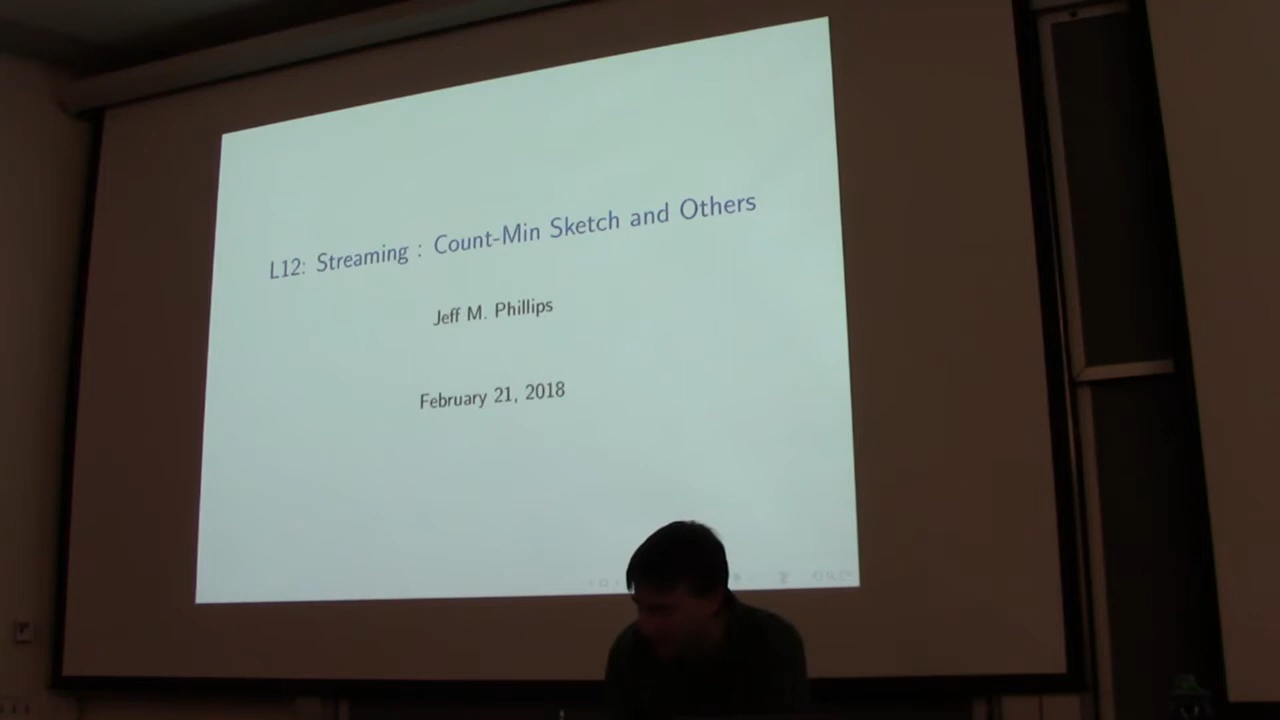 L12: Streaming : Count-Min Sketch and Others
Jeff M. Phillips
February 21, 2018